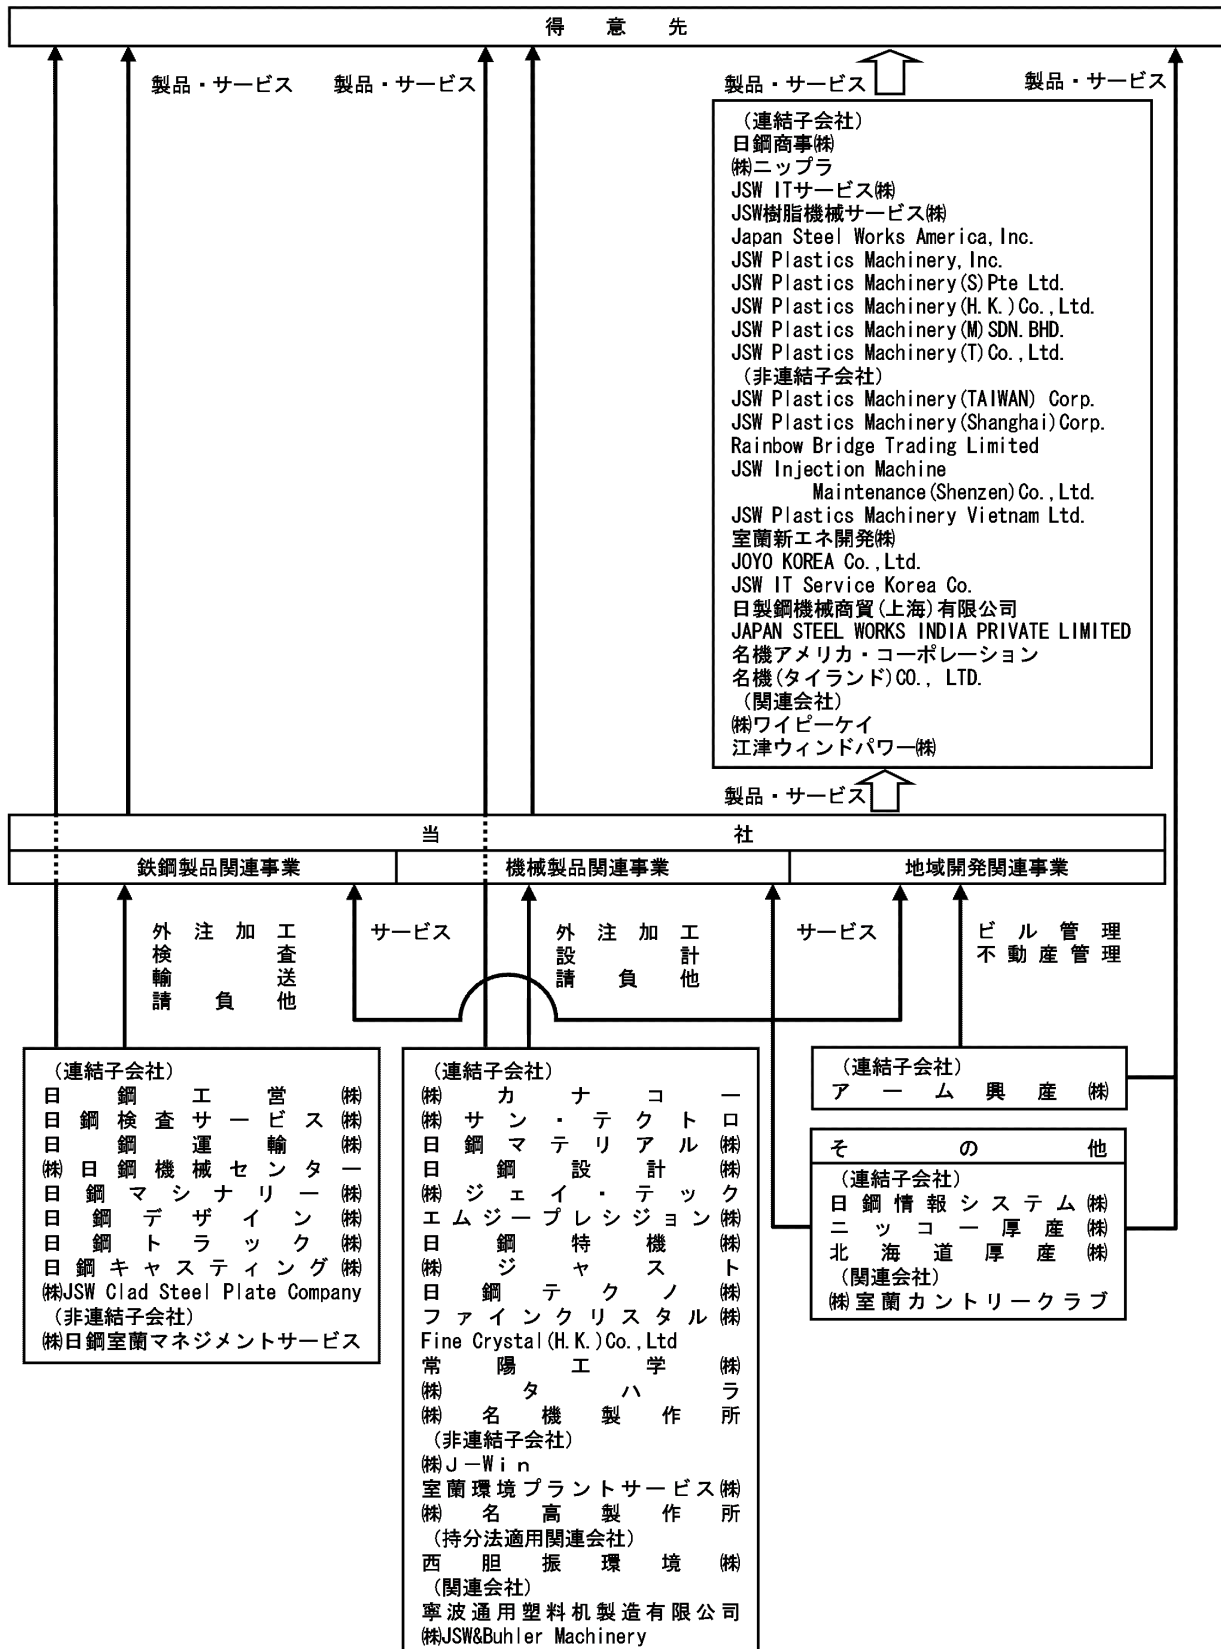 得意先
製品・サービス
製品・サービス
製品・サービス
製品・サービス
(連結子会社)
日鋼商事㈱
㈱ニップラ
JSW ITサービス㈱
JSW樹脂機械サービス㈱
Japan Steel Works America,Inc.
JSW Plastics Machinery,Inc.
JSW Plastics Machinery(S)Pte Ltd.
JSW Plastics Machinery(H.K.)Co.,Ltd.
JSW Plastics Machinery(M)SDN.BHD.
JSW Plastics Machinery(T)Co.,Ltd.
(非連結子会社)
JSW Plastics Machinery(TAIWAN) Corp.
JSW Plastics Machinery(Shanghai)Corp.
Rainbow Bridge Trading Limited
JSW Injection Machine
Maintenance(Shenzen)Co.,Ltd.
JSW Plastics Machinery Vietnam Ltd.
室蘭新エネ開発㈱
JOYO KOREA Co.,Ltd.
JSW IT Service Korea Co.
日製鋼機械商貿(上海)有限公司
JAPAN STEEL WORKS INDIA PRIVATE LIMITED
名機アメリカ・コーポレーション
名機(タイランド)CO., LTD.
(関連会社)
㈱ワイピーケイ
江津ウィンドパワー㈱
製品・サービス
当社
鉄鋼製品関連事業
機械製品関連事業
地域開発関連事業
外注加工
検査
輸送
請負他
サービス
外注加工
設計
請負他
サービス
ビル管理
不動産管理
(連結子会社)
日鋼工営㈱
日鋼検査サービス㈱
日鋼運輸㈱
㈱日鋼機械センター
日鋼マシナリー㈱
日鋼デザイン㈱
日鋼トラック㈱
日鋼キャスティング㈱
㈱JSW Clad Steel Plate Company
(非連結子会社)
㈱日鋼室蘭マネジメントサービス
(連結子会社)
㈱カナコー
㈱サン・テクトロ
日鋼マテリアル㈱
日鋼設計㈱
㈱ジェイ・テック
エムジープレシジョン㈱
日鋼特機㈱
㈱ジャスト
日鋼テクノ㈱
ファインクリスタル㈱
Fine Crystal(H.K.)Co.,Ltd
常陽工学㈱
㈱タハラ
㈱名機製作所
(非連結子会社)
㈱J－Win
室蘭環境プラントサービス㈱
㈱名高製作所
(持分法適用関連会社)
西胆振環境㈱
(関連会社)
寧波通用塑料机製造有限公司
㈱JSW&Buhler Machinery
(連結子会社)
アーム興産㈱
その他
(連結子会社)
日鋼情報システム㈱
ニッコー厚産㈱
北海道厚産㈱
(関連会社)
㈱室蘭カントリークラブ